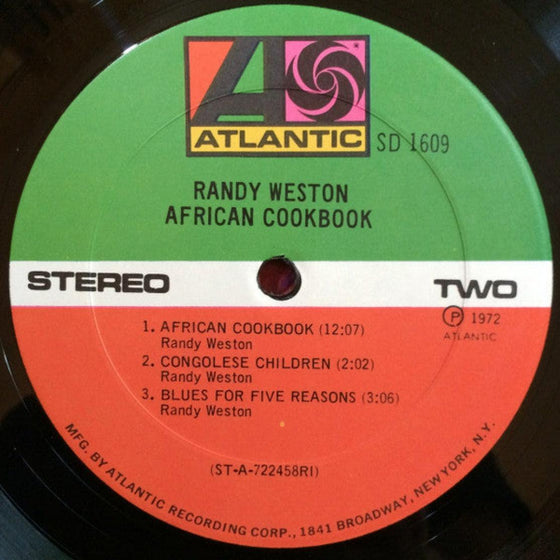 ATLANTIC
SD 1609
RANDY WESTON
AFRICAN COOKBOOK
STEREO
TWO
Ⓟ 1972
ATLANTIC
1. AFRICAN COOKBOOK (12:07)
Randy Weston
2. CONGOLESE CHILDREN (2:02)
Randy Weston
3. BLUES FOR FIVE REASONS (3:06)
Randy Weston
(ST-A-722458RI)
MFG. BY ATLANTIC RECORDING CORP., 1841 BROADWAY, NEW YORK, N.Y.